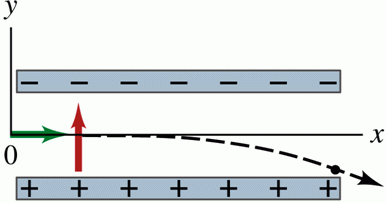 y
− − − − − − −
x
0
+ + + + + + +